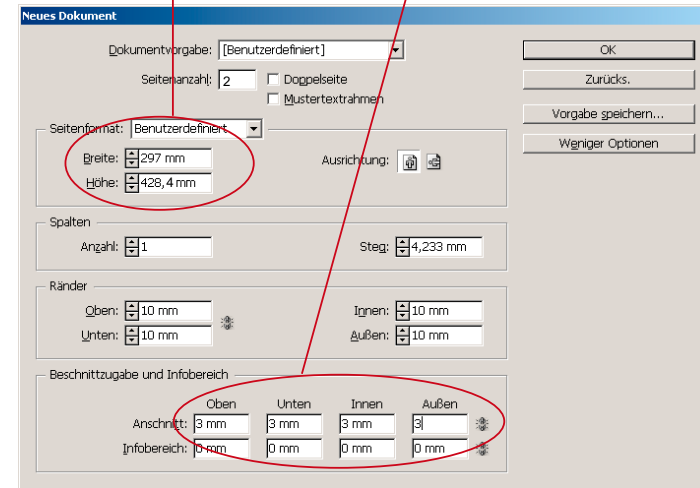 Neues Dokument
Dokumentvorgabe: [Benutzerdefiniert]
OK
Seitenanzahl: 2
Doppelseite
Zurücks.
Mustertextrahmen
Vorgabe speichern...
Seitenformat: Benutzerdefiniert
Weniger Optionen
Breite: 297 mm
Ausrichtung:
Höhe: 428,4 mm
Spalten
Anzahl: 1
Steg: 4,233 mm
Ränder
Oben: 10 mm
Innen: 10 mm
Unten: 10 mm
Außen: 10 mm
Beschnittzugabe und Infobereich
Oben Unten Innen Außen
Anschnitt: 3 mm 3 mm 3 mm 3
Infobereich: 0 mm 0 mm 0 mm 0 mm